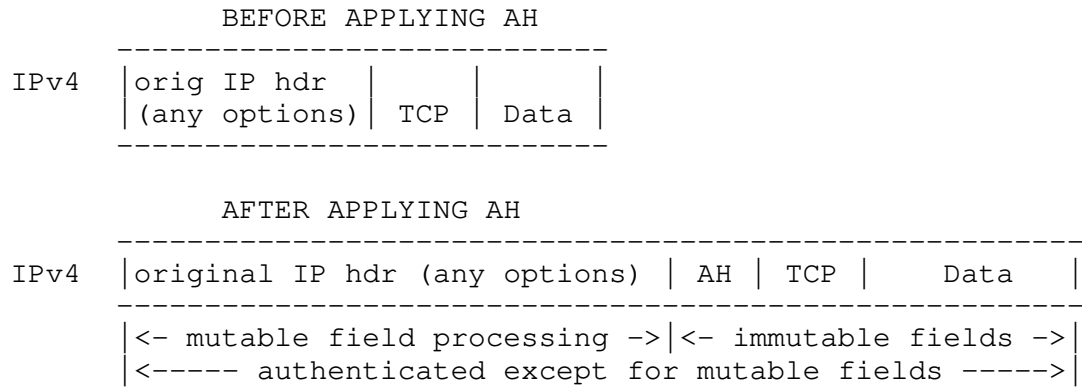 BEFORE APPLYING AH
----------------------------
IPv4 |orig IP hdr | | |
|(any options)| TCP | Data |
----------------------------
AFTER APPLYING AH
-------------------------------------------------------
IPv4 |original IP hdr (any options) | AH | TCP | Data |
-------------------------------------------------------
|<- mutable field processing ->|<- immutable fields ->|
|<----- authenticated except for mutable fields ----->|